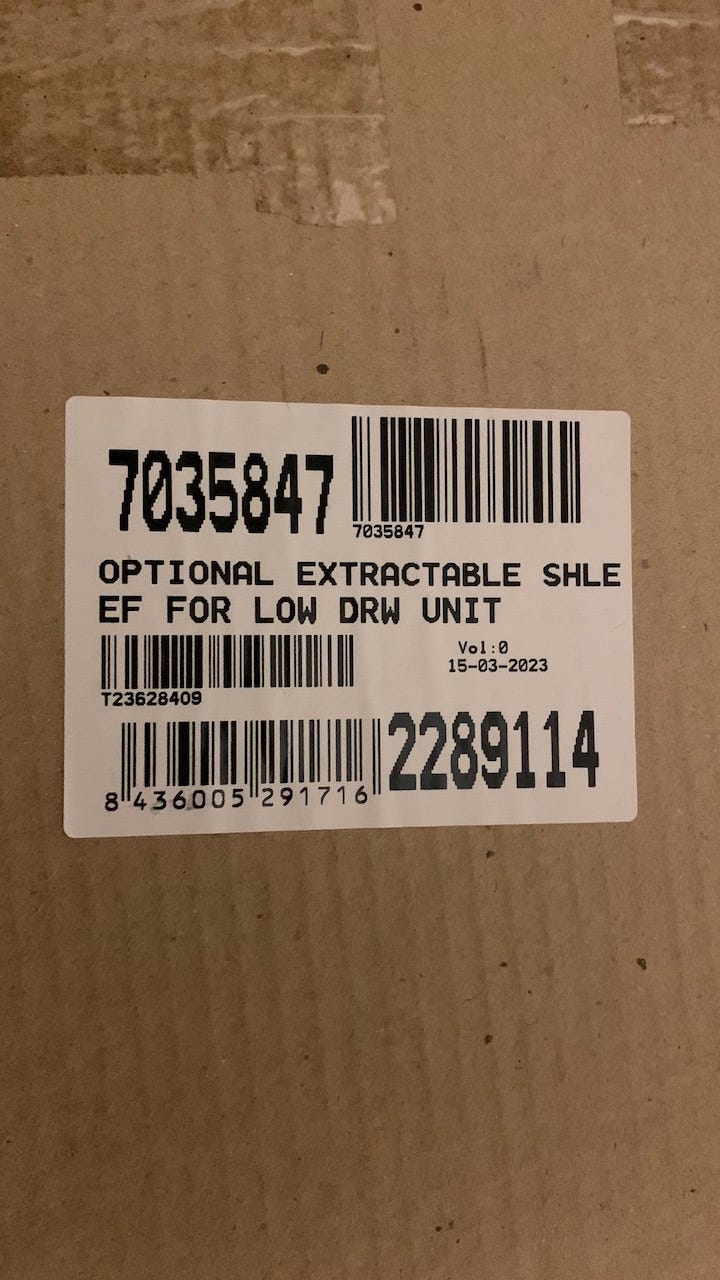 7035847
7035847
OPTIONAL EXTRACTABLE SHLE
EF FOR LOW DRW UNIT
Vol:0
15-03-2023
T23628409
2289114
8 436005 291716